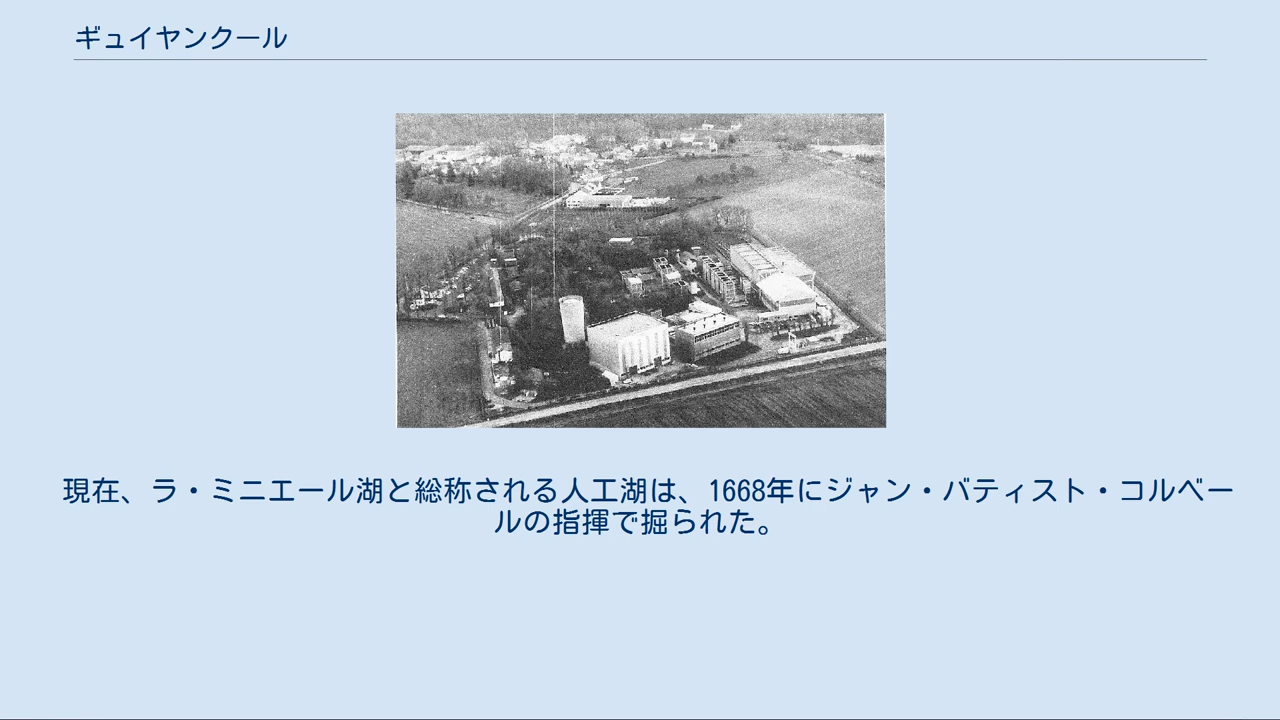 ギュイヤンクール
現在、ラ・ミニエール湖と総称される人工湖は、1668年にジャン・バティスト・コルベー
ルの指揮で掘られた。